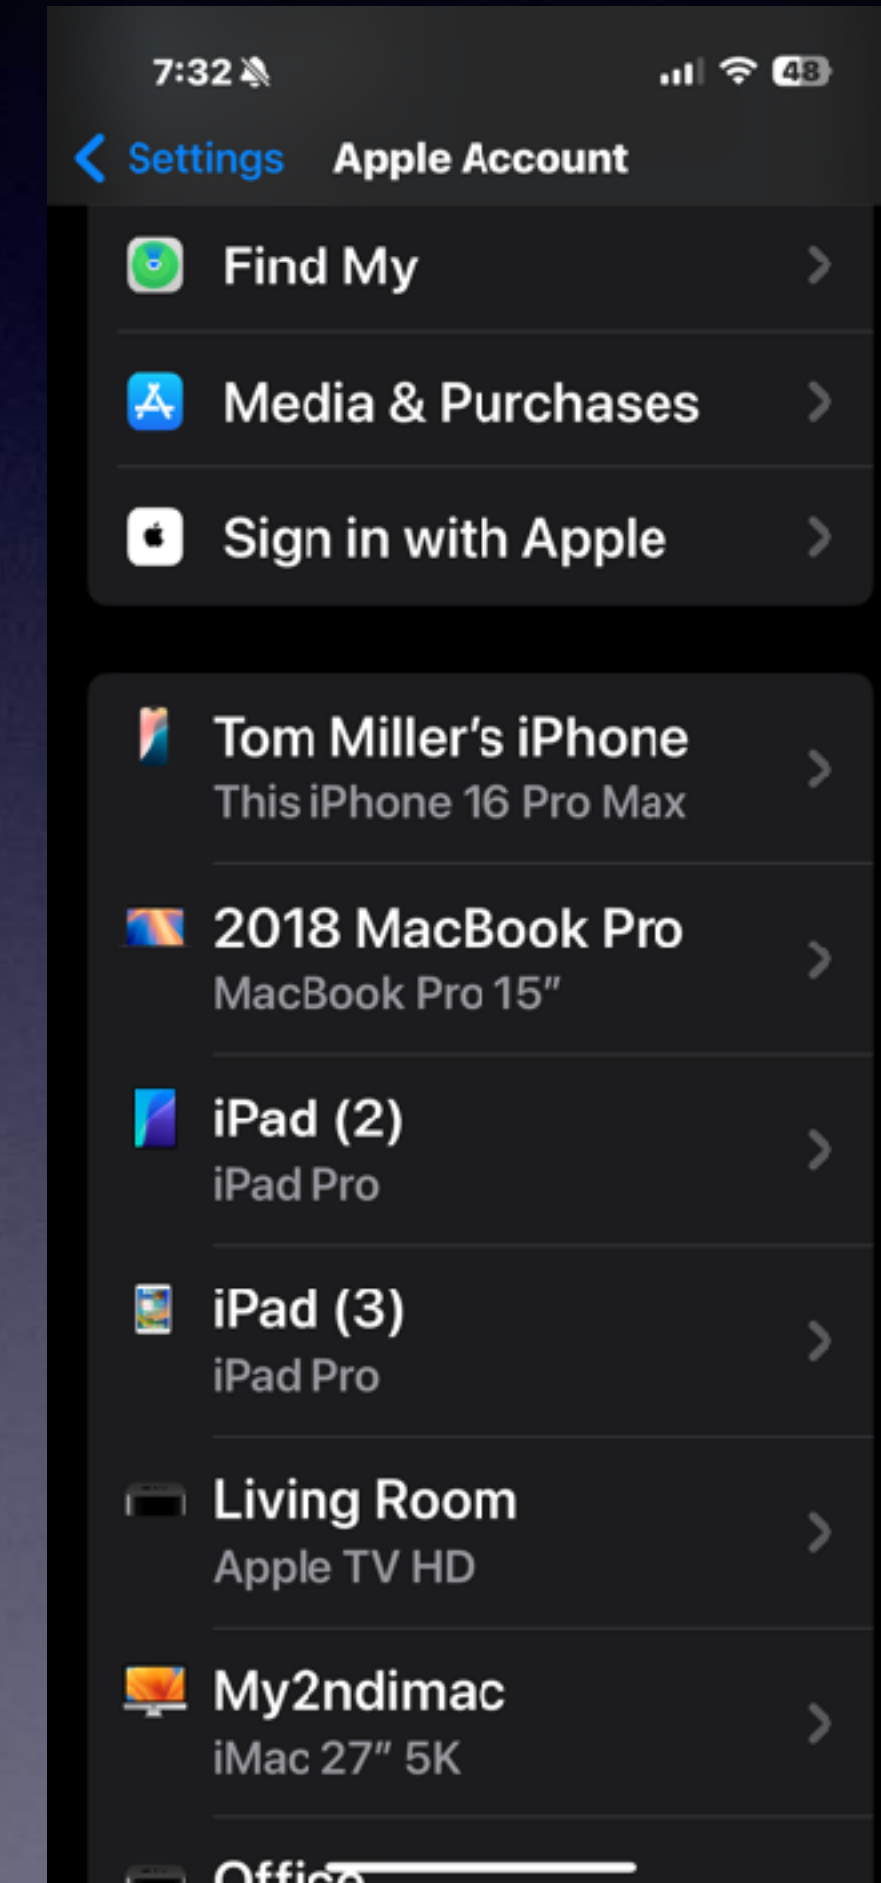 7:32 48
Settings Apple Account
Find My
Media & Purchases
Sign in with Apple
Tom Miller’s iPhone
This iPhone 16 Pro Max
2018 MacBook Pro
MacBook Pro 15”
iPad (2)
iPad Pro
iPad (3)
iPad Pro
Living Room
Apple TV HD
My2ndimac
iMac 27” 5K
Office